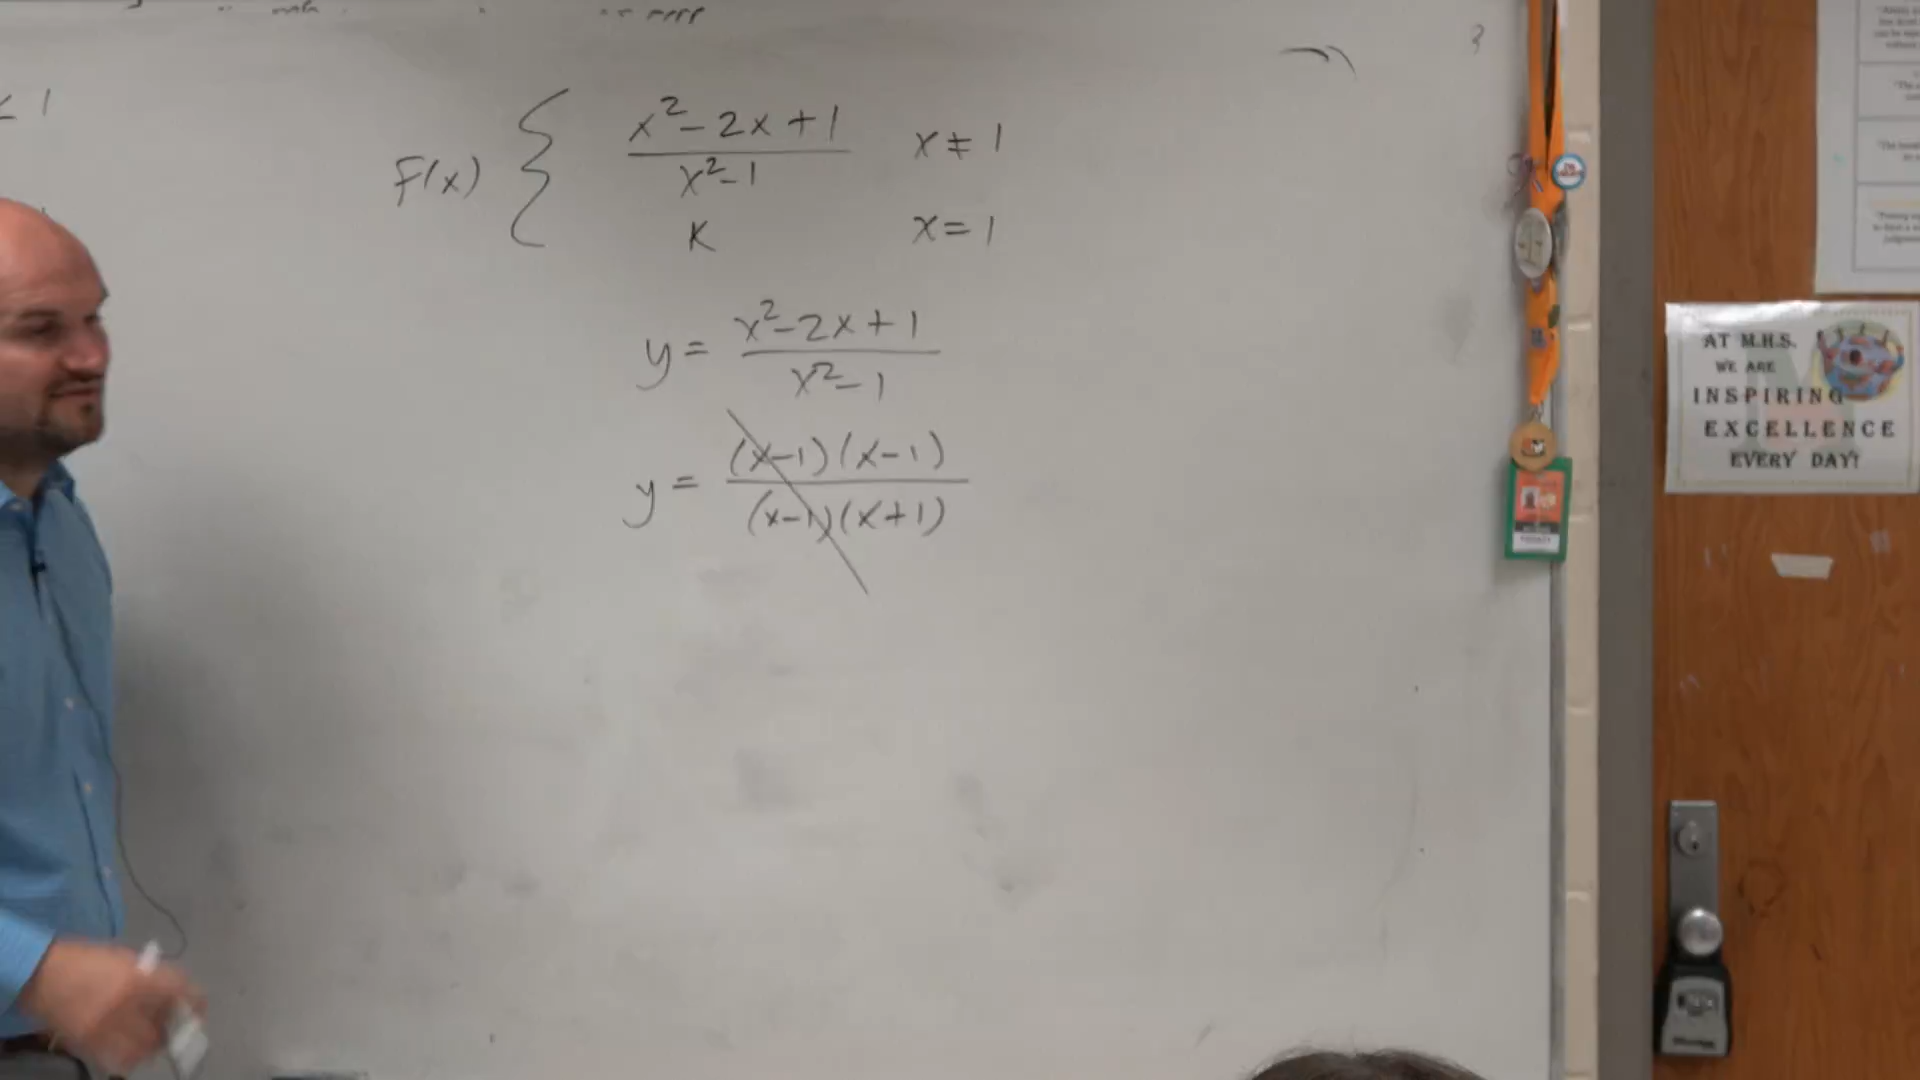 < 1
F(x) { x²-2x+1 / x²-1 x ≠ 1
K x = 1
y = x²-2x+1 / x²-1
y = (x-1)(x-1) / (x-1)(x+1)
AT M.H.S.
WE ARE
INSPIRING
EXCELLENCE
EVERY DAY!